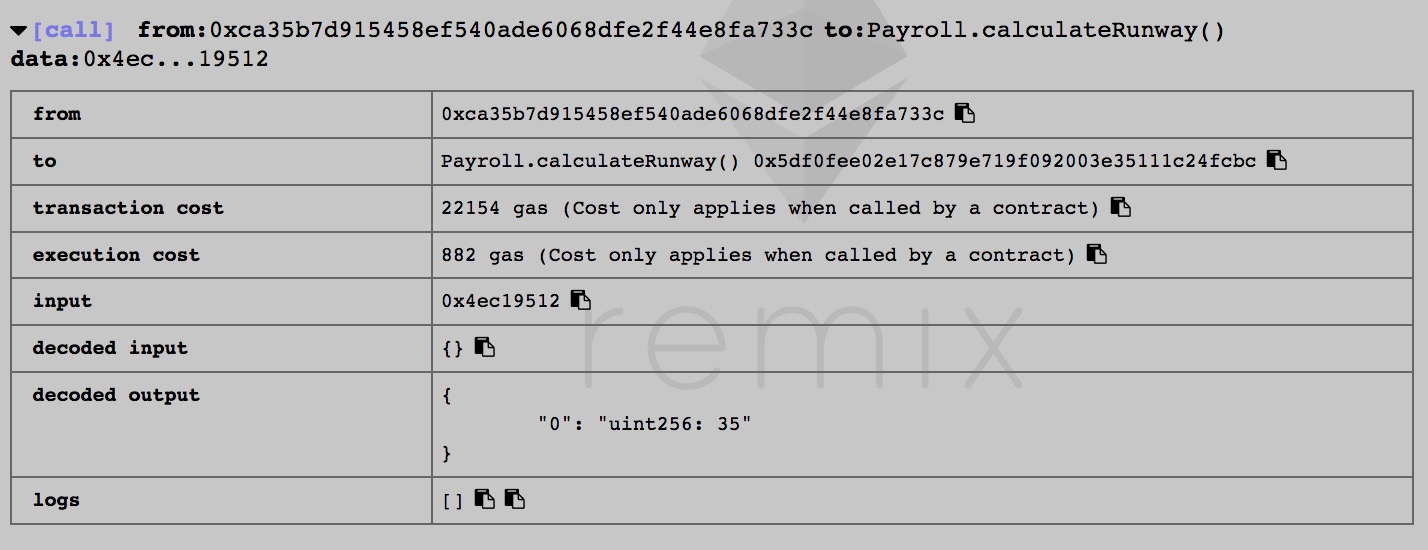 [call] from:0xca35b7d915458ef540ade6068dfe2f44e8fa733c to:Payroll.calculateRunway()
data:0x4ec...19512
from 0xca35b7d915458ef540ade6068dfe2f44e8fa733c
to Payroll.calculateRunway() 0x5df0fee02e17c879e719f092003e35111c24fcbc
transaction cost 22154 gas (Cost only applies when called by a contract)
execution cost 882 gas (Cost only applies when called by a contract)
input 0x4ec19512
remix
decoded input {}
decoded output {
"0": "uint256: 35"
}
logs []